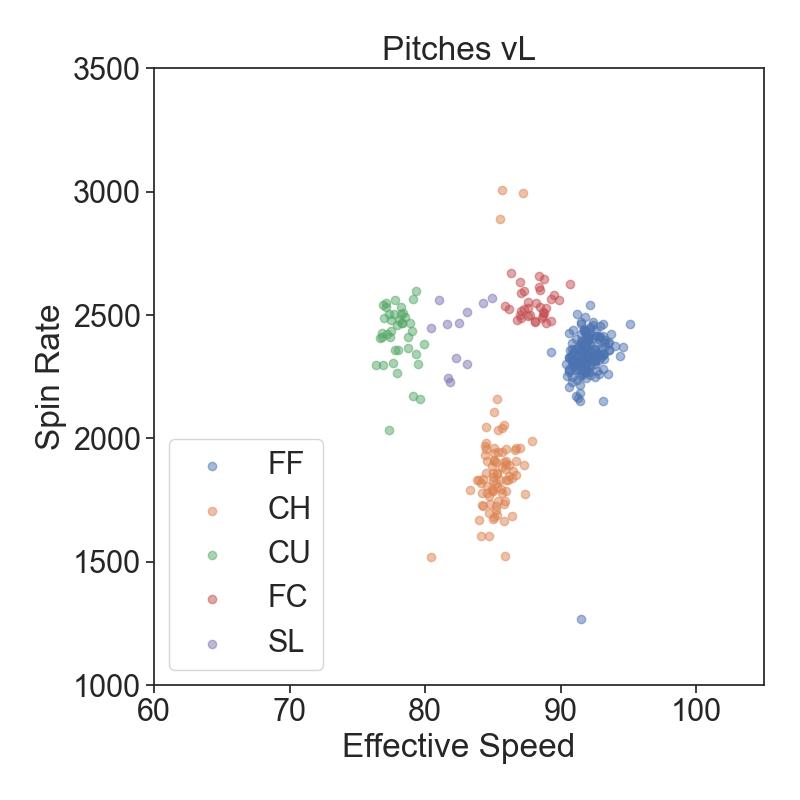 Pitches vL
3500
3000
2500
2000
1500
1000
Spin Rate
FF
CH
CU
FC
SL
60 70 80 90 100
Effective Speed